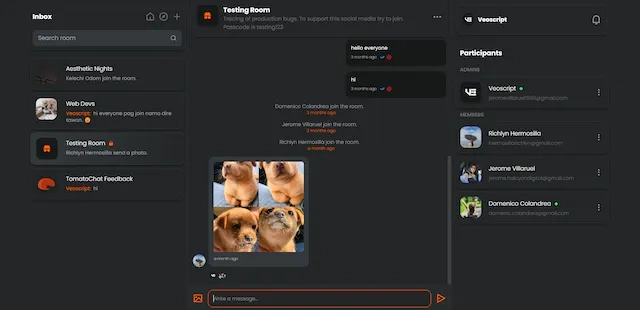 Inbox
Search room
Aesthetic Nights
Kelechi Odom join the room.
Web Devs
Veoscript: hi everyone pag join namo dire
tawan.
Testing Room
Richlyn Hermosilla send a photo.
TomatoChat Feedback
Veoscript: hi
Testing Room
Tracing of production bugs. To support this social media try to join.
Passcode is testing123
hello everyone
3 months ago
hi
3 months ago
Domenico Colandrea join the room.
3 months ago
Jerome Villaruel join the room.
3 months ago
Richlyn Hermosilla join the room.
a month ago
a month ago
Write a message..
Veoscript
Participants
ADMINS
Veoscript
MEMBERS
Richlyn Hermosilla
Jerome Villaruel
Domenico Colandrea
domenico.colandrea@gmail.com